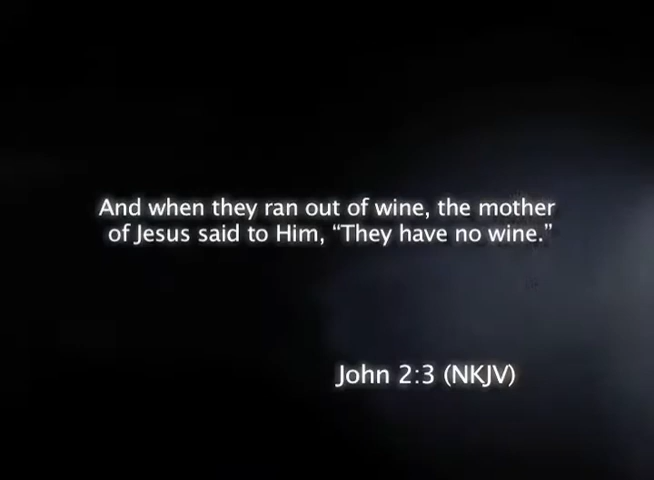 And when they ran out of wine, the mother
of Jesus said to Him, “They have no wine.”
John 2:3 (NKJV)